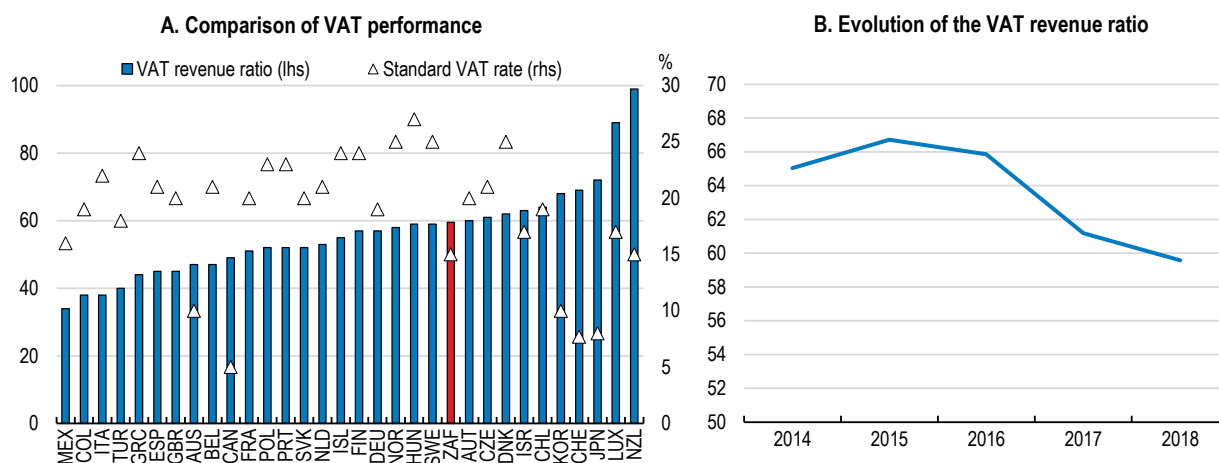 A. Comparison of VAT performance
VAT revenue ratio (lhs)
Standard VAT rate (rhs)
%
100
80
60
40
20
0
30
25
20
15
10
5
0
MEX
COL
ITA
TUR
GRC
ESP
GBR
AUS
BEL
CAN
FRA
POL
PRT
SVK
NLD
ISL
FIN
DEU
NOR
HUN
SWE
ZAF
AUT
CZE
DNK
ISR
CHL
KOR
CHE
JPN
LUX
NZL
B. Evolution of the VAT revenue ratio
70
68
66
64
62
60
58
56
54
52
50
2014
2015
2016
2017
2018